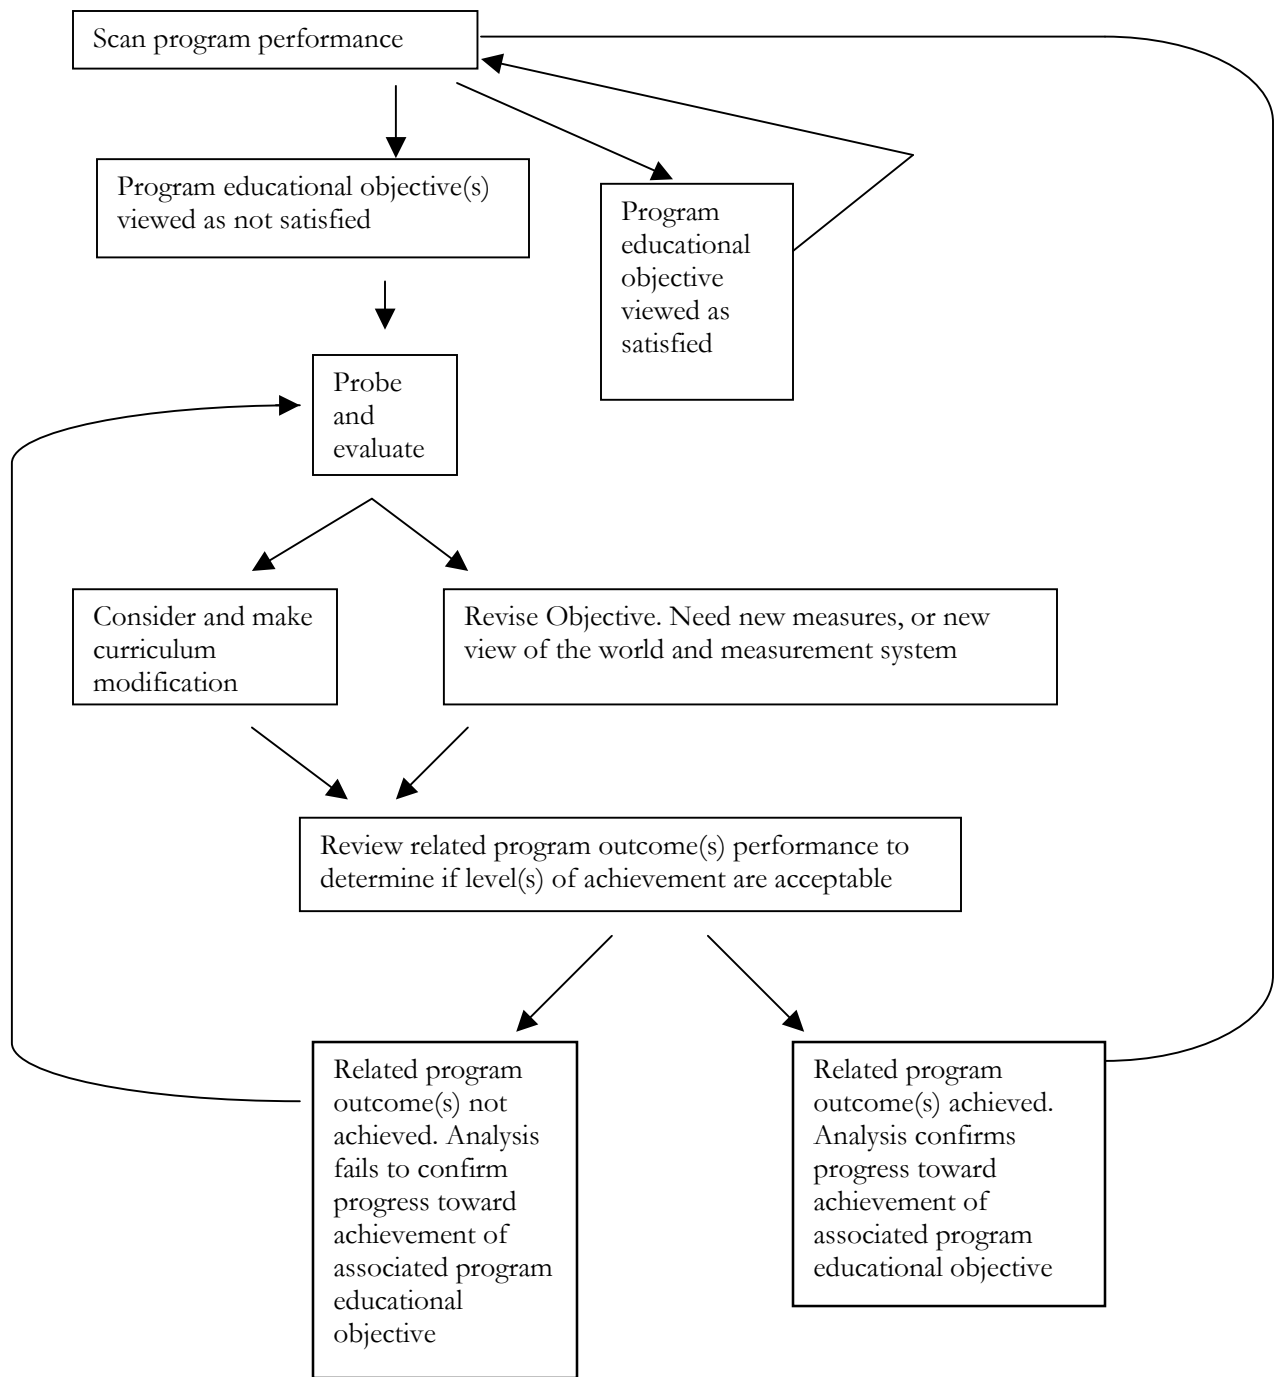 Scan program performance
Program educational objective(s)
viewed as not satisfied
Program
educational
objective
viewed as
satisfied
Probe
and
evaluate
Consider and make
curriculum
modification
Revise Objective. Need new measures, or new
view of the world and measurement system
Review related program outcome(s) performance to
determine if level(s) of achievement are acceptable
Related program
outcome(s) not
achieved. Analysis
fails to confirm
progress toward
achievement of
associated program
educational
objective
Related program
outcome(s) achieved.
Analysis confirms
progress toward
achievement of
associated program
educational objective